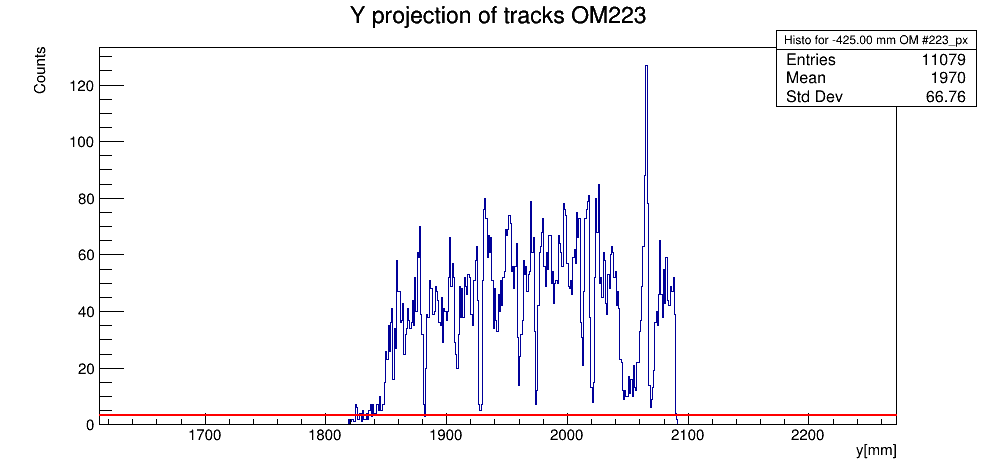 Y projection of tracks OM223
Histo for -425.00 mm OM #223_px
Entries 11079
Mean 1970
Std Dev 66.76
Counts
120
100
80
60
40
20
0
1700 1800 1900 2000 2100 2200
y[mm]